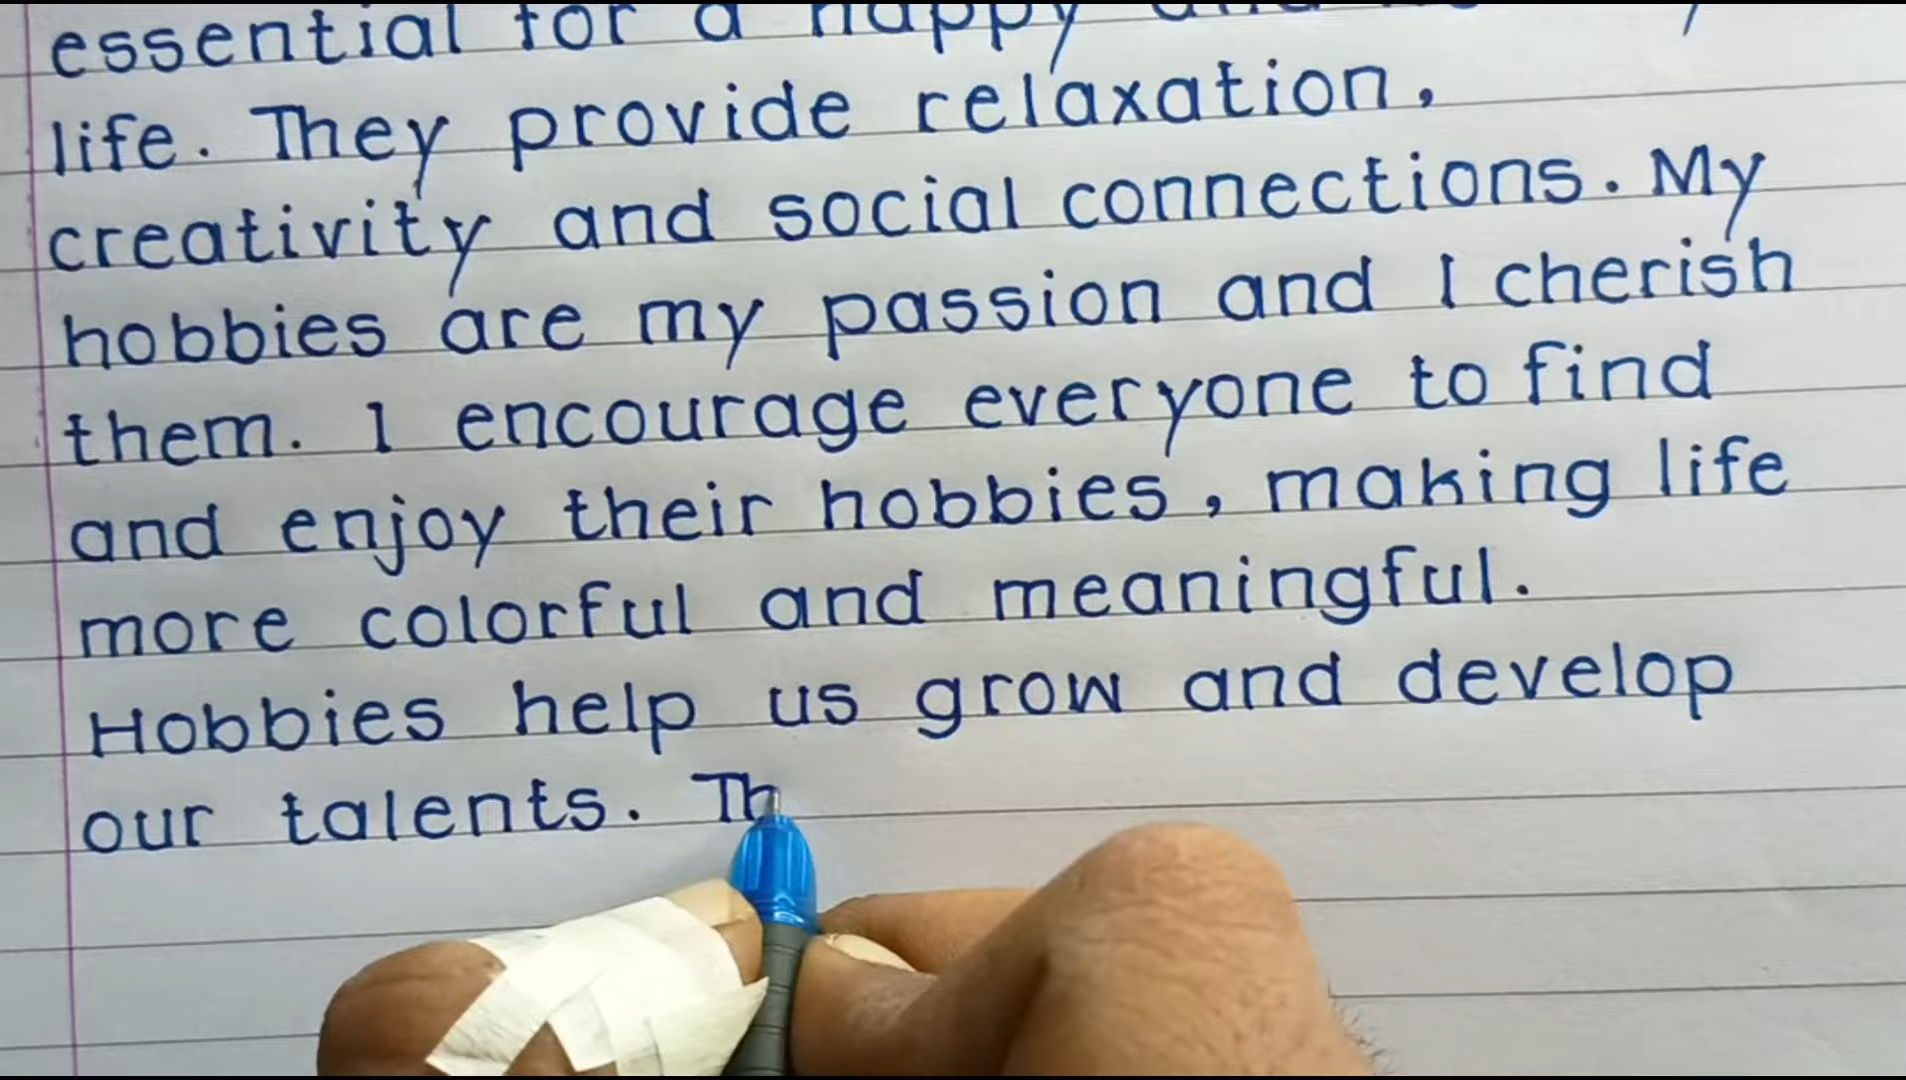 essential for a happy and
life. They provide relaxation,
creativity and social connections. My
hobbies are my passion and I cherish
them. I encourage everyone to find
and enjoy their hobbies, making life
more colorful and meaningful.
Hobbies help us grow and develop
our talents. Th